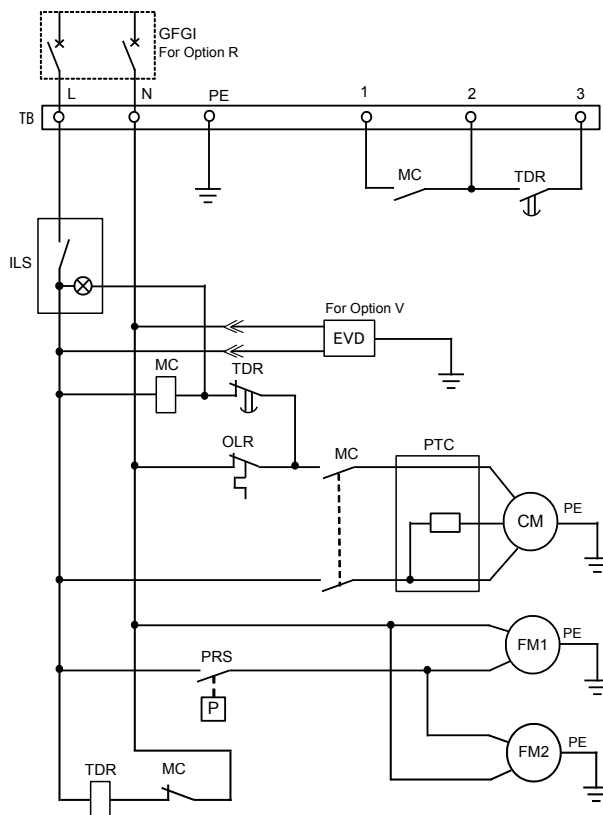 GFGI
For Option R
L N PE 1 2 3
TB
MC TDR
ILS
For Option V
EVD
MC TDR
OLR MC PTC
CM PE
PRS FM1 PE
P
FM2 PE
TDR MC